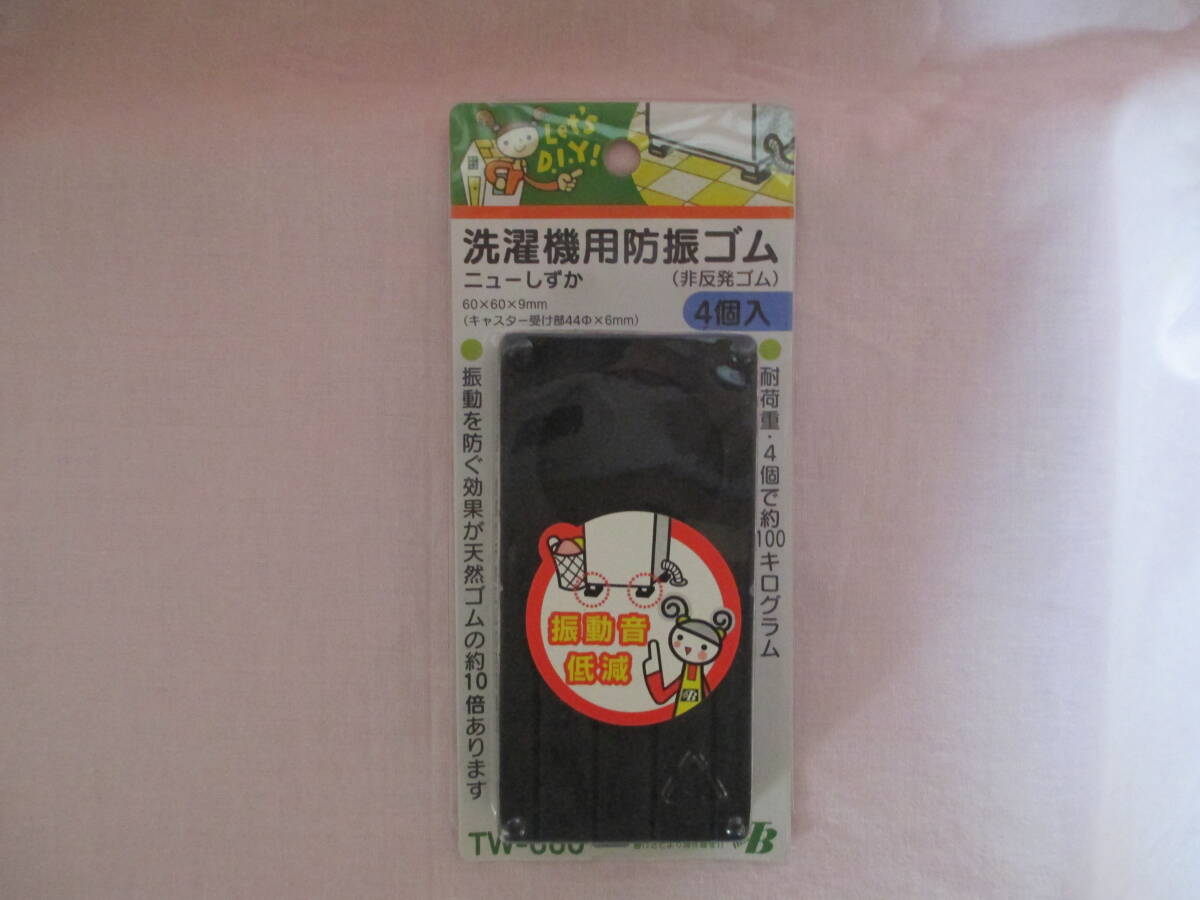 Let's
D.I.Y!
洗濯機用防振ゴム
ニューしずか
（非反発ゴム）
60×60×9mm
（キャスター受け部44Φ×6mm）
4個入
振動を防ぐ効果が天然ゴムの約10倍あります
耐荷重・4個で約100キログラム
振動音
低減
B